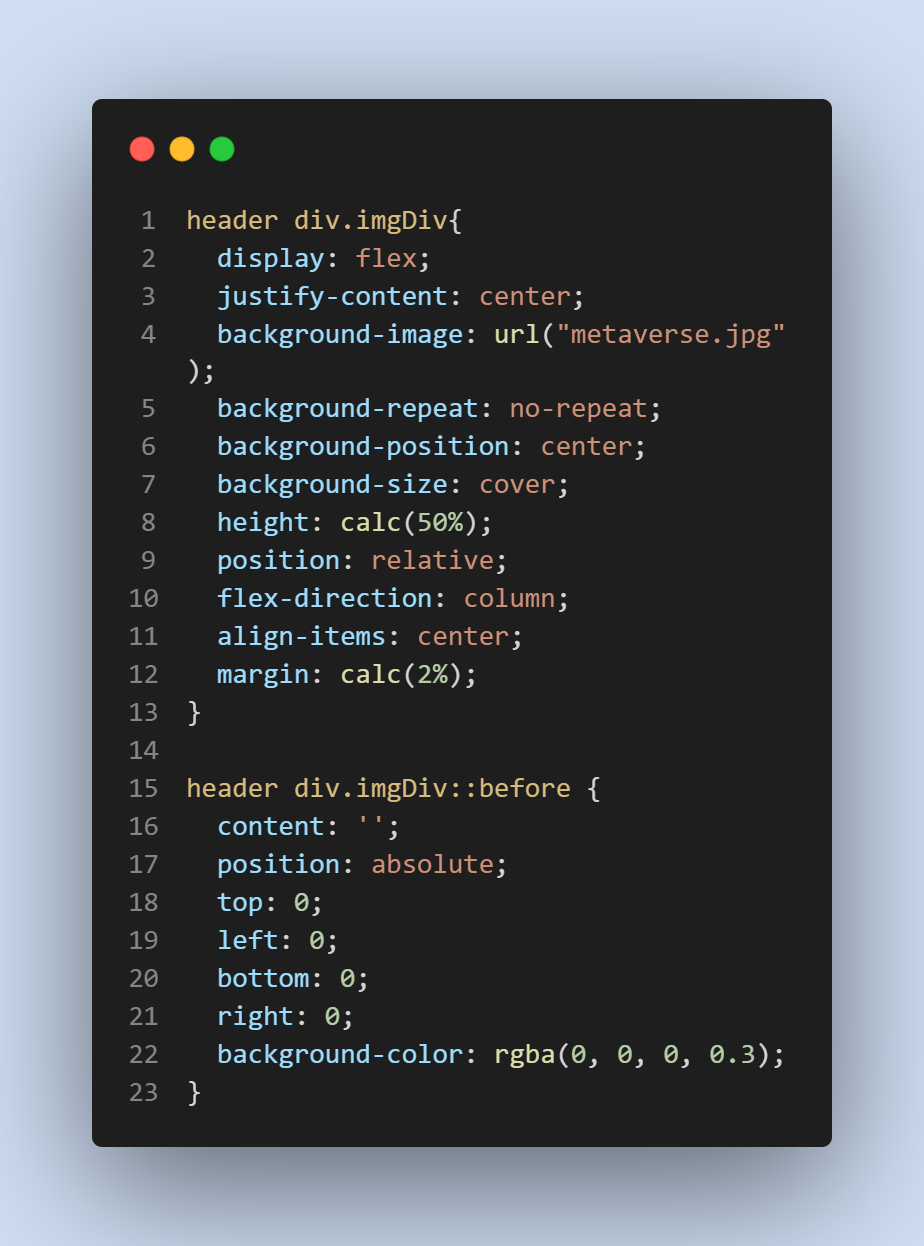 1 header div.imgDiv{
2   display: flex;
3   justify-content: center;
4   background-image: url("metaverse.jpg"
);
5   background-repeat: no-repeat;
6   background-position: center;
7   background-size: cover;
8   height: calc(50%);
9   position: relative;
10   flex-direction: column;
11   align-items: center;
12   margin: calc(2%);
13 }
14
15 header div.imgDiv::before {
16   content: '';
17   position: absolute;
18   top: 0;
19   left: 0;
20   bottom: 0;
21   right: 0;
22   background-color: rgba(0, 0, 0, 0.3);
23 }